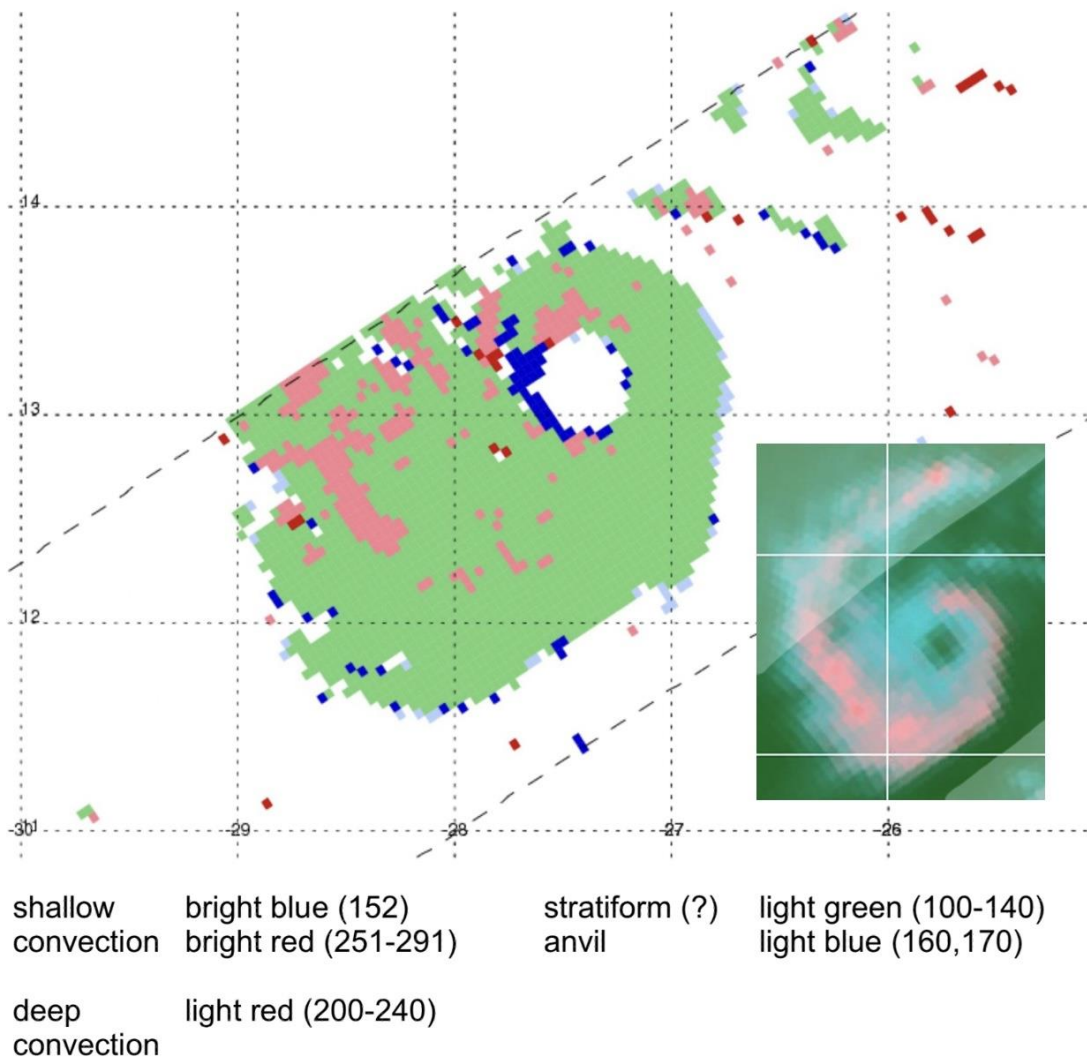 14
13
12
-30 11 -29 -28 -27 -26
shallow bright blue (152) stratiform (?) light green (100-140)
convection bright red (251-291) anvil light blue (160,170)
deep light red (200-240)
convection